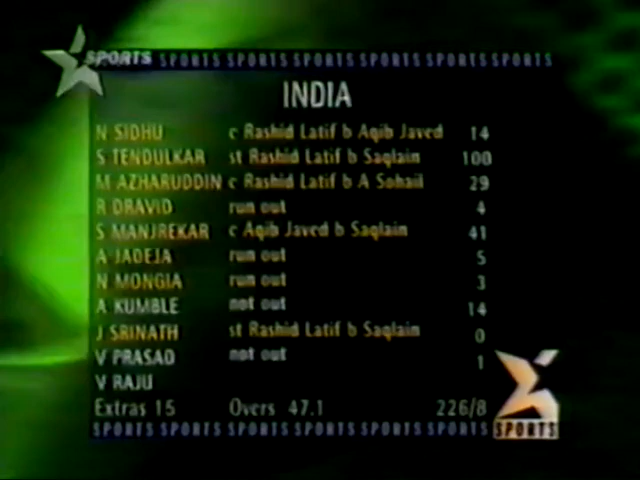 SPORTS SPORTS SPORTS SPORTS SPORTS SPORTS SPORTS
INDIA
N SIDHU c Rashid Latif b Aqib Javed 14
S TENDULKAR st Rashid Latif b Saqlain 100
M AZHARUDDIN c Rashid Latif b A Sohail 29
R DRAVID run out 4
S MANJREKAR c Aqib Javed b Saqlain 41
A JADEJA run out 5
N MONGIA run out 3
A KUMBLE not out 14
J SRINATH st Rashid Latif b Saqlain 0
V PRASAD not out 1
V RAJU
Extras 15 Overs 47.1 226/8
SPORTS SPORTS SPORTS SPORTS SPORTS SPORTS
SPORTS